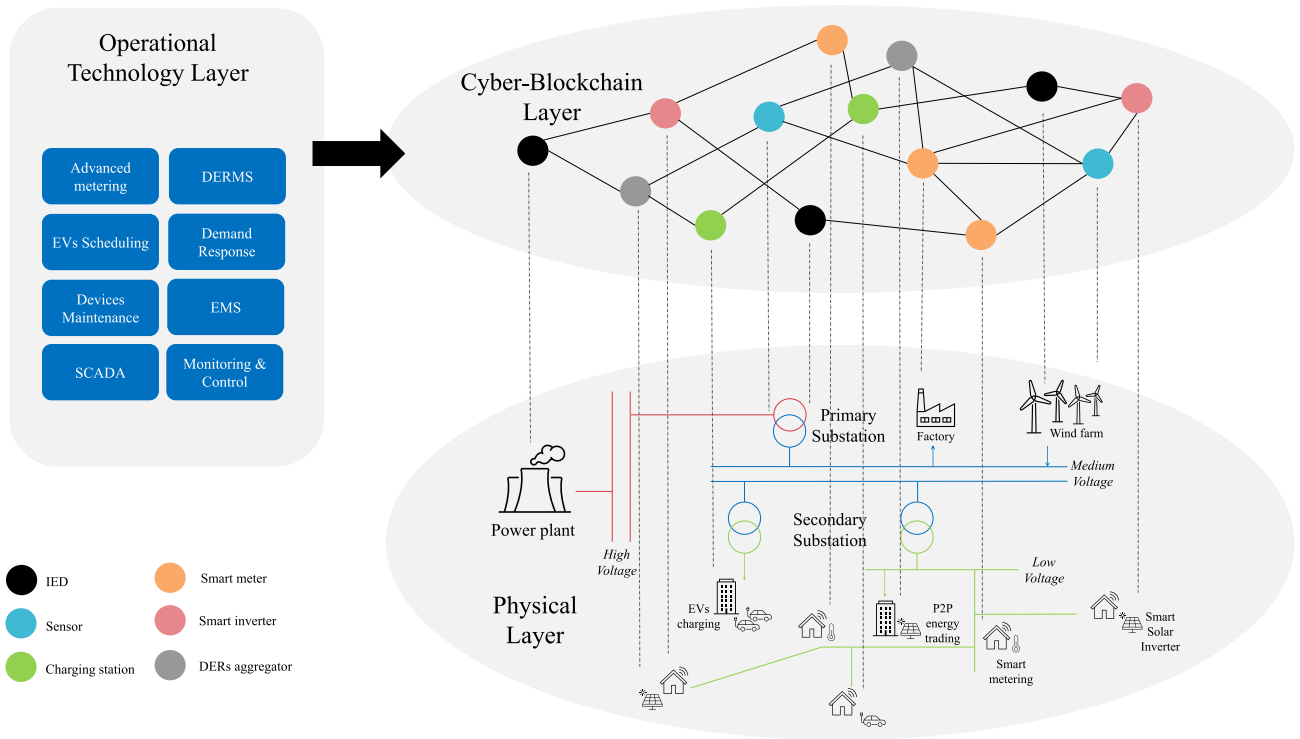 Operational
Technology Layer
Advanced
metering
DERMS
EVs Scheduling
Demand
Response
Devices
Maintenance
EMS
SCADA
Monitoring &
Control
Cyber-Blockchain
Layer
Primary
Substation
Factory
Wind farm
Medium
Voltage
Power plant
High
Voltage
Secondary
Substation
Low
Voltage
EVs
charging
P2P
energy
trading
Smart
metering
Smart
Solar
Inverter
Physical
Layer
IED
Smart meter
Sensor
Smart inverter
Charging station
DERs aggregator